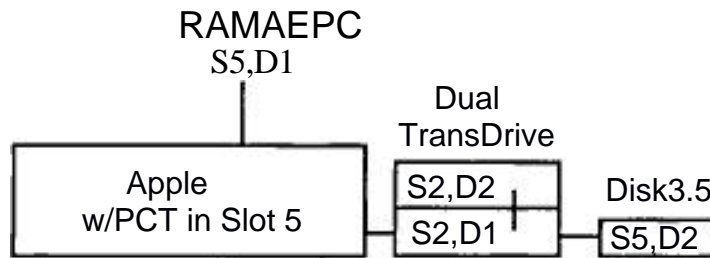 RAMAEPC
S5,D1
Dual
TransDrive
Apple
w/PCT in Slot 5
S2,D2
S2,D1
Disk3.5
S5,D2